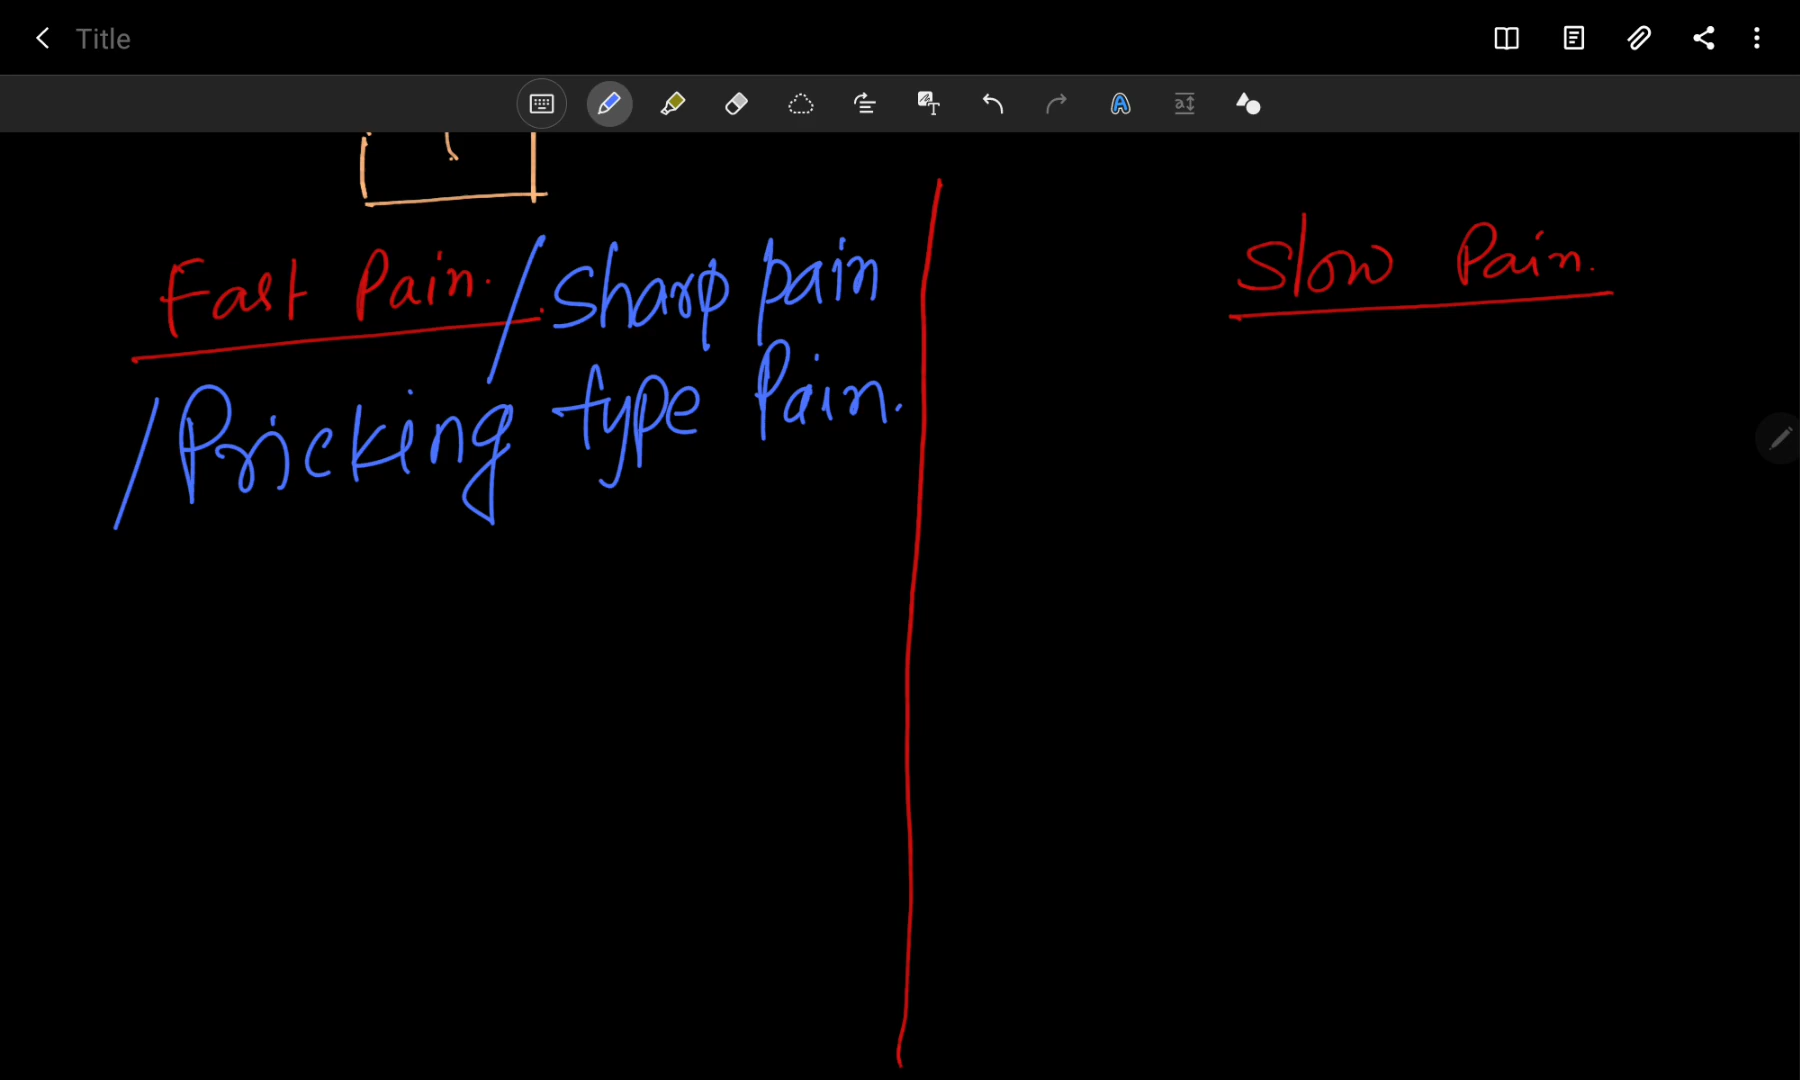 Title
Fast Pain. / Sharp pain
/ Pricking type Pain.
Slow Pain.